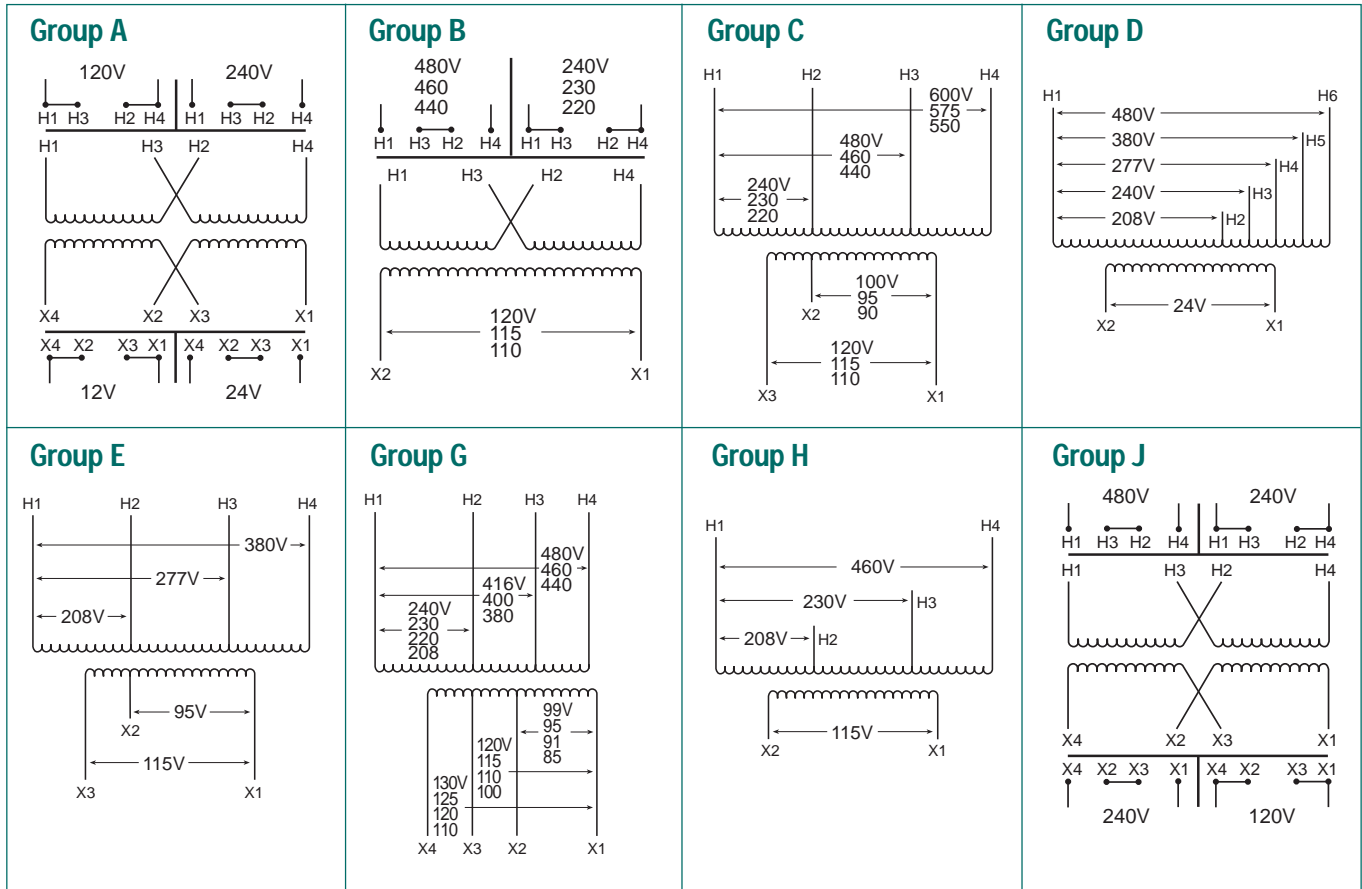 Group A
120V 240V
H1 H3 H2 H4 H1 H3 H2 H4
H1 H3 H2 H4
X4 X2 X3 X1
X4 X2 X3 X1 X4 X2 X3 X1
12V 24V
Group B
480V 240V
460 230
440 220
H1 H3 H2 H4 H1 H3 H2 H4
H1 H3 H2 H4
120V
115
110
X2 X1
Group C
H1 H2 H3 H4
600V
575
550
480V
460
440
240V
230
220
100V
95
90
X2
120V
115
110
X3 X1
Group D
H1 H6
480V
380V
H5
277V
H4
240V
H3
208V
H2
24V
X2 X1
Group E
H1 H2 H3 H4
380V
277V
208V
95V
X2
115V
X3 X1
Group G
H1 H2 H3 H4
480V
460
440
416V
400
380
240V
230
220
208
99V
95
91
85
120V
115
110
100
130V
125
120
110
X4 X3 X2 X1
Group H
H1 H4
460V
230V
H3
208V
H2
115V
X2 X1
Group J
480V 240V
H1 H3 H2 H4 H1 H3 H2 H4
H1 H3 H2 H4
X4 X2 X3 X1
X4 X2 X3 X1 X4 X2 X3 X1
240V 120V